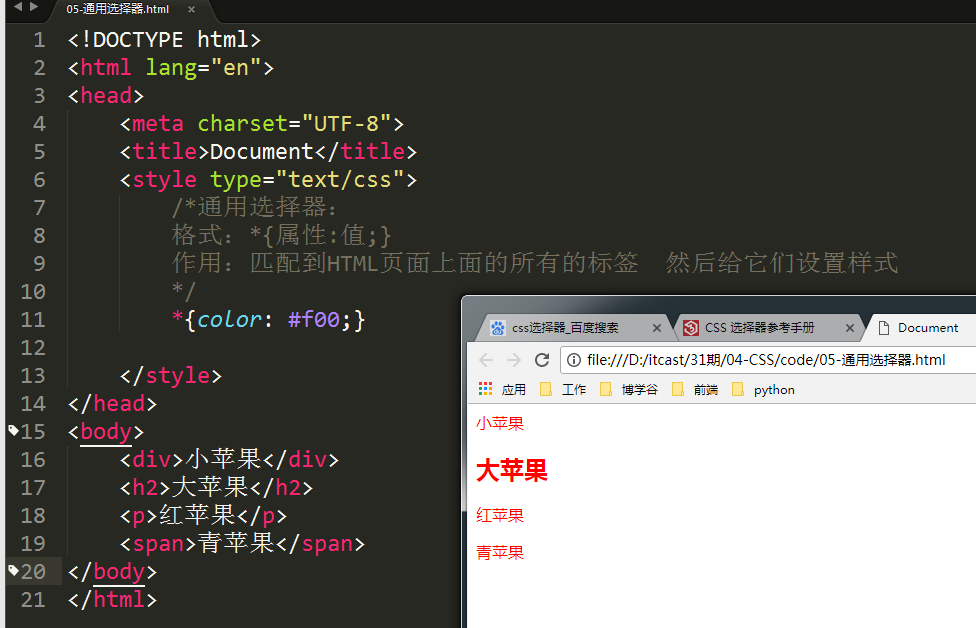 05-通用选择器.html ×
1 <!DOCTYPE html>
2 <html lang="en">
3 <head>
4 <meta charset="UTF-8">
5 <title>Document</title>
6 <style type="text/css">
7 /*通用选择器：
8 格式：*{属性:值;}
9 作用：匹配到HTML页面上面的所有的标签 然后给它们设置样式
10 */
11 *{color: #f00;}
12
13 </style>
14 </head>
15 <body>
16 <div>小苹果</div>
17 <h2>大苹果</h2>
18 <p>红苹果</p>
19 <span>青苹果</span>
20 </body>
21 </html>
css选择器_百度搜索 × CSS 选择器参考手册 × Document
file:///D:/itcast/31期/04-CSS/code/05-通用选择器.html
应用 工作 博学谷 前端 python
小苹果
大苹果
红苹果
青苹果